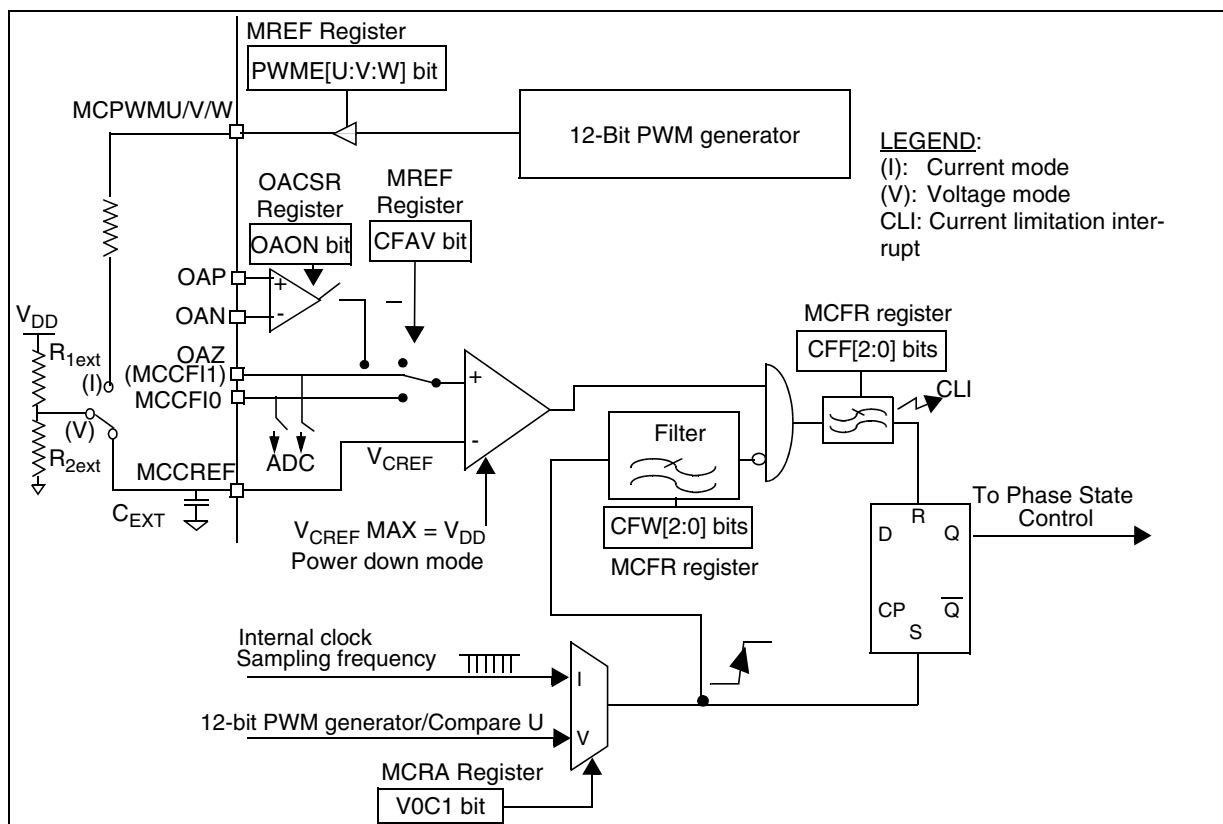 MREF Register
PWME[U:V:W] bit
MCPWMU/V/W
12-Bit PWM generator
LEGEND:
(I): Current mode
(V): Voltage mode
CLI: Current limitation inter-
rupt
OACSR
Register
OAON bit
MREF
Register
CFAV bit
OAP
+
OAN
-
VDD
R1ext
(I)
OAZ
(MCCFI1)
MCCFI0
+
-
MCFR register
CFF[2:0] bits
CLI
(V)
R2ext
ADC
VCREF
Filter
MCCREF
CEXT
VCREF MAX = VDD
Power down mode
CFW[2:0] bits
MCFR register
R
D
Q
CP
Q̅
S
To Phase State
Control
Internal clock
Sampling frequency
I
12-bit PWM generator/Compare U
V
MCRA Register
V0C1 bit